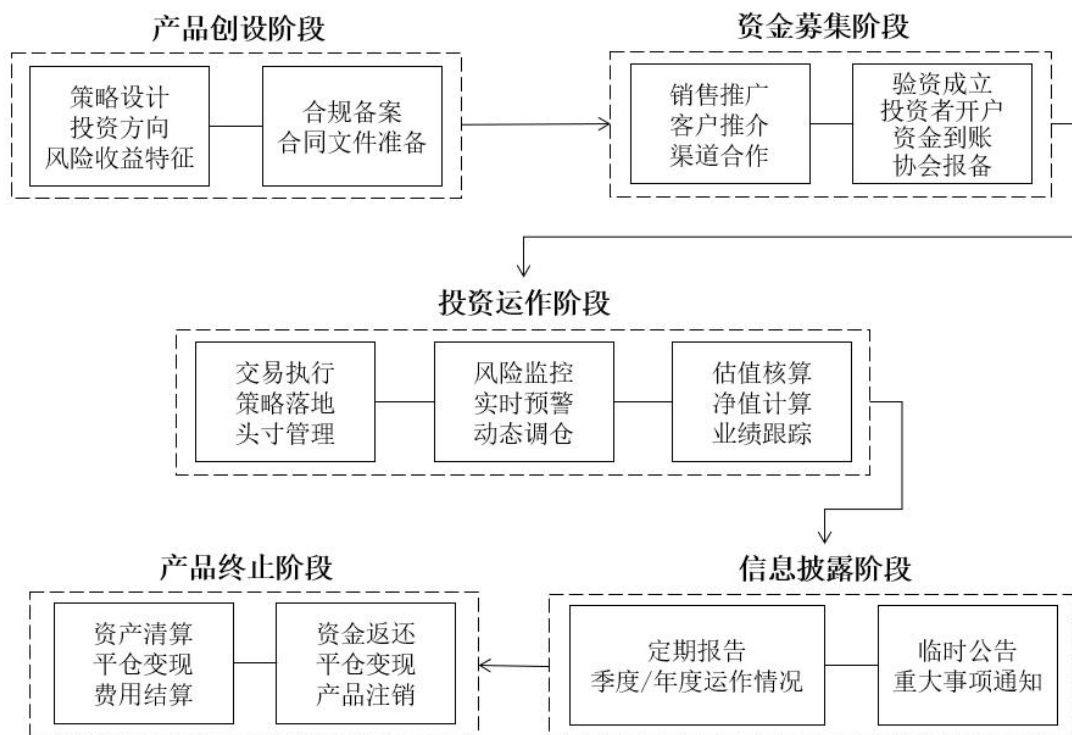 产品创设阶段
策略设计
投资方向
风险收益特征
合规备案
合同文件准备
资金募集阶段
销售推广
客户推介
渠道合作
验资成立
投资者开户
资金到账
协会报备
投资运作阶段
交易执行
策略落地
头寸管理
风险监控
实时预警
动态调仓
估值核算
净值计算
业绩跟踪
信息披露阶段
定期报告
季度/年度运作情况
临时公告
重大事项通知
产品终止阶段
资产清算
平仓变现
费用结算
资金返还
平仓变现
产品注销